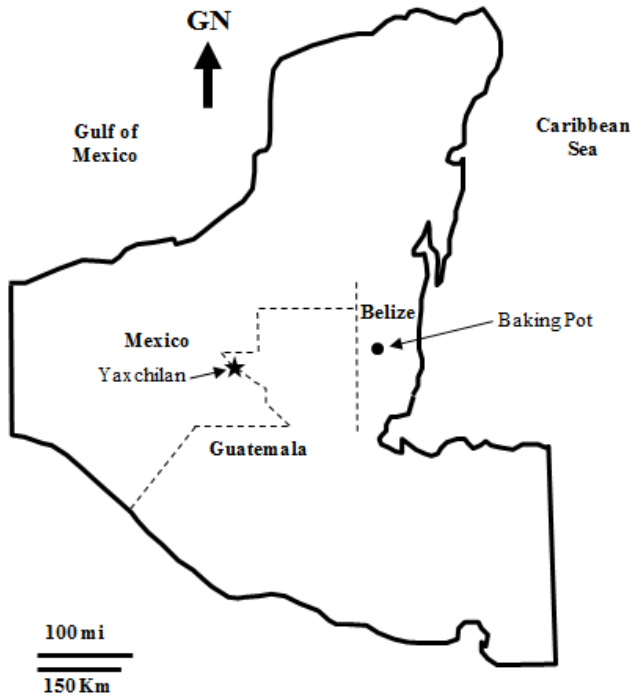 GN
Gulf of
Mexico
Caribbean
Sea
Belize
Baking Pot
Mexico
Yaxchilan
Guatemala
100 mi
150 Km